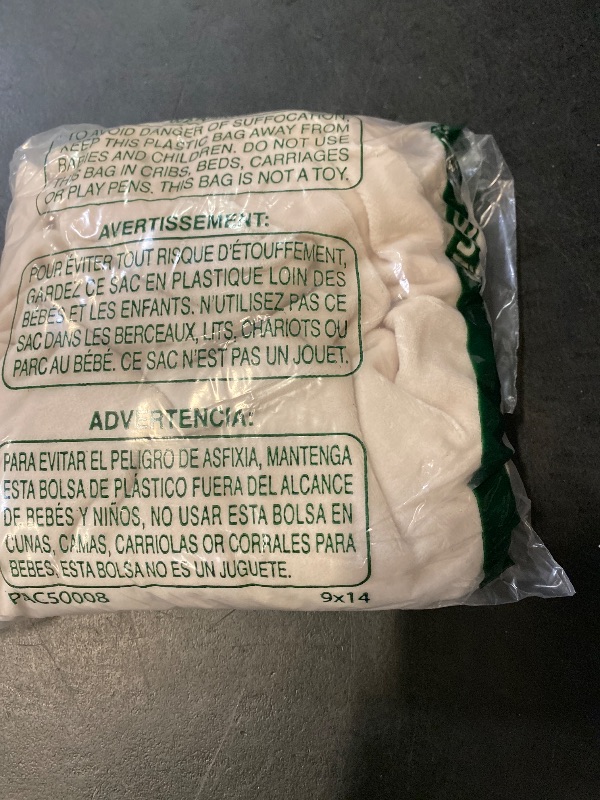 TO AVOID DANGER OF SUFFOCATION,
KEEP THIS PLASTIC BAG AWAY FROM
BABIES AND CHILDREN. DO NOT USE
THIS BAG IN CRIBS, BEDS, CARRIAGES
OR PLAY PENS. THIS BAG IS NOT A TOY.
AVERTISSEMENT:
POUR ÉVITER TOUT RISQUE D'ÉTOUFFEMENT,
GARDEZ CE SAC EN PLASTIQUE LOIN DES
BÉBÉS ET LES ENFANTS. N'UTILISEZ PAS CE
SAC DANS LES BERCEAUX, LITS, CHARIOTS OU
PARC AU BÉBÉ. CE SAC N'EST PAS UN JOUET.
ADVERTENCIA:
PARA EVITAR EL PELIGRO DE ASFIXIA, MANTENGA
ESTA BOLSA DE PLÁSTICO FUERA DEL ALCANCE
DE BEBÉS Y NIÑOS, NO USAR ESTA BOLSA EN
CUNAS, CAMAS, CARRIOLAS OR CORRALES PARA
BEBES, ESTA BOLSA NO ES UN JUGUETE.
PAC50008 9x14